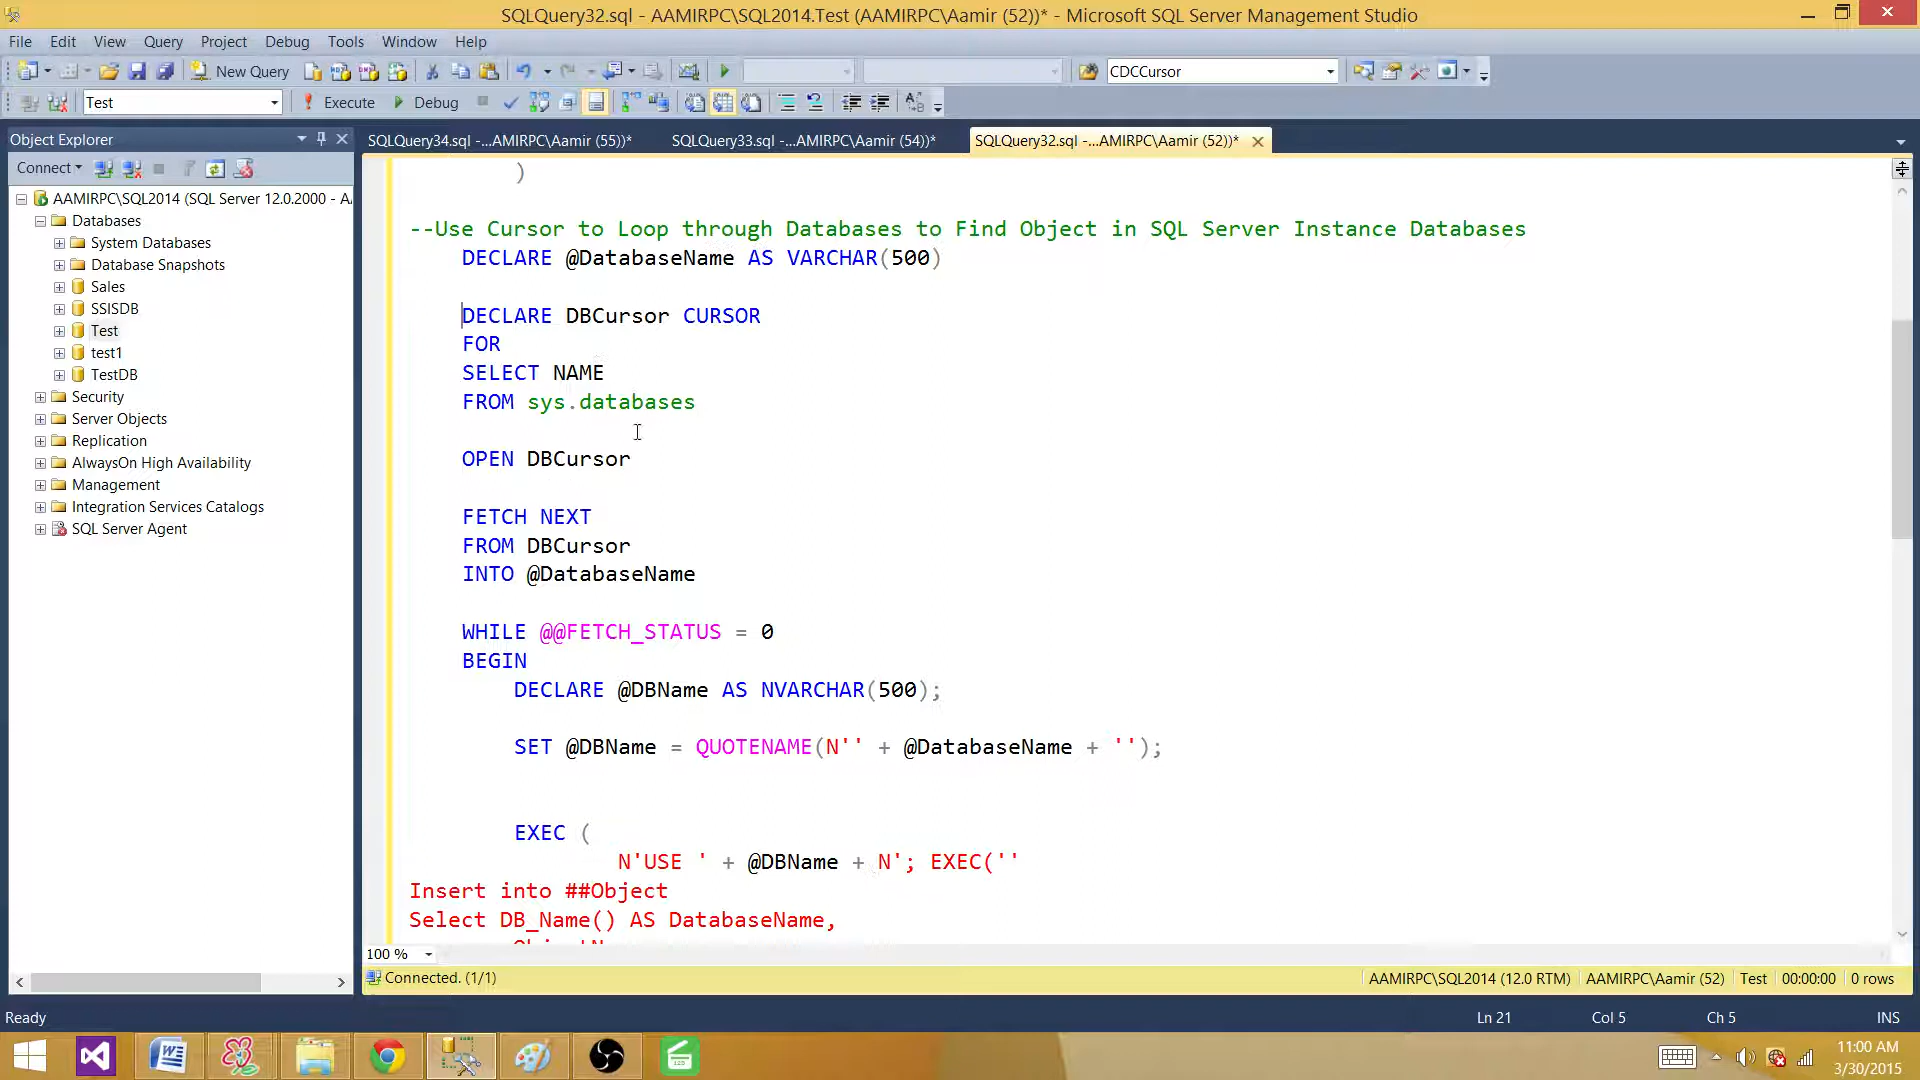 SQLQuery32.sql - AAMIRPC\SQL2014.Test (AAMIRPC\Aamir (52))* - Microsoft SQL Server Management Studio
File Edit View Query Project Debug Tools Window Help
New Query CDCCursor
Test Execute Debug
Object Explorer
SQLQuery34.sql -...AMIRPC\Aamir (55))* SQLQuery33.sql -...AMIRPC\Aamir (54))* SQLQuery32.sql -...AMIRPC\Aamir (52))*
Connect
AAMIRPC\SQL2014 (SQL Server 12.0.2000 - A
Databases
System Databases
Database Snapshots
Sales
SSISDB
Test
test1
TestDB
Security
Server Objects
Replication
AlwaysOn High Availability
Management
Integration Services Catalogs
SQL Server Agent
)
--Use Cursor to Loop through Databases to Find Object in SQL Server Instance Databases
DECLARE @DatabaseName AS VARCHAR(500)
DECLARE DBCursor CURSOR
FOR
SELECT NAME
FROM sys.databases
OPEN DBCursor
FETCH NEXT
FROM DBCursor
INTO @DatabaseName
WHILE @@FETCH_STATUS = 0
BEGIN
DECLARE @DBName AS NVARCHAR(500);
SET @DBName = QUOTENAME(N'' + @DatabaseName + '');
EXEC (
N'USE ' + @DBName + N'; EXEC(''
Insert into ##Object
Select DB_Name() AS DatabaseName,
100 %
Connected. (1/1) AAMIRPC\SQL2014 (12.0 RTM) AAMIRPC\Aamir (52) Test 00:00:00 0 rows
Ready Ln 21 Col 5 Ch 5 INS
11:00 AM
3/30/2015